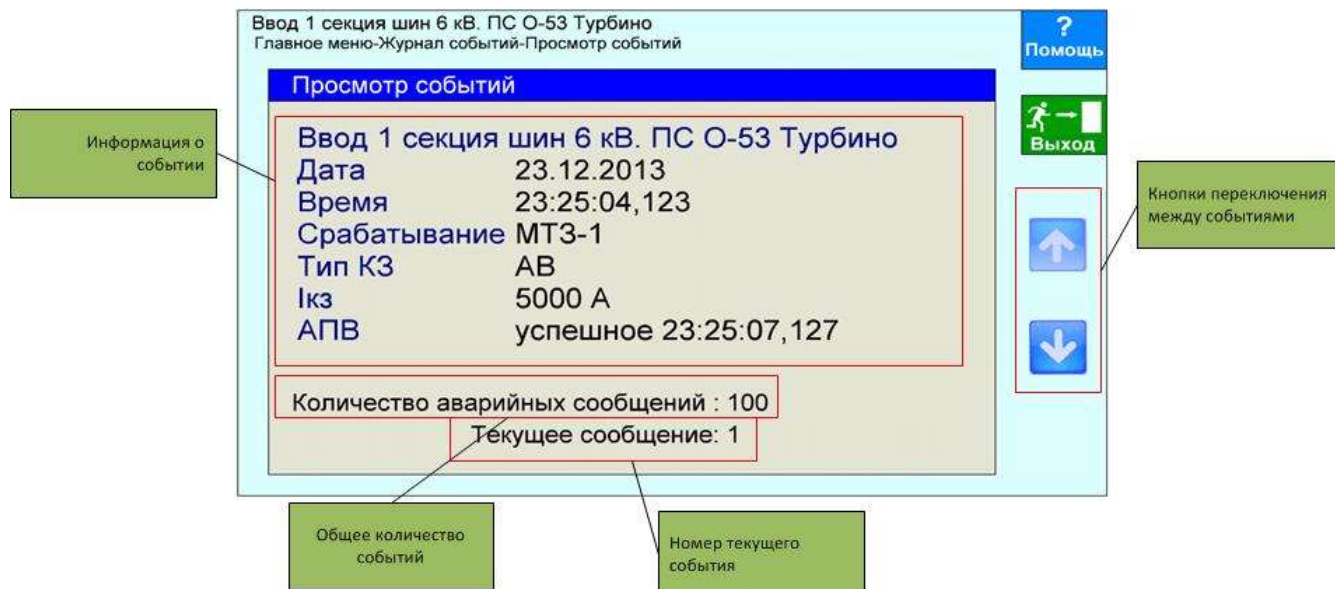 Ввод 1 секция шин 6 кВ. ПС О-53 Турбино
Главное меню-Журнал событий-Просмотр событий
?
Помощь
Просмотр событий
Выход
Информация о
событии
Ввод 1 секция шин 6 кВ. ПС О-53 Турбино
Дата 23.12.2013
Время 23:25:04,123
Срабатывание МТЗ-1
Тип КЗ АВ
Iкз 5000 А
АПВ успешное 23:25:07,127
Кнопки переключения
между событиями
Количество аварийных сообщений : 100
Текущее сообщение: 1
Общее количество
событий
Номер текущего
события